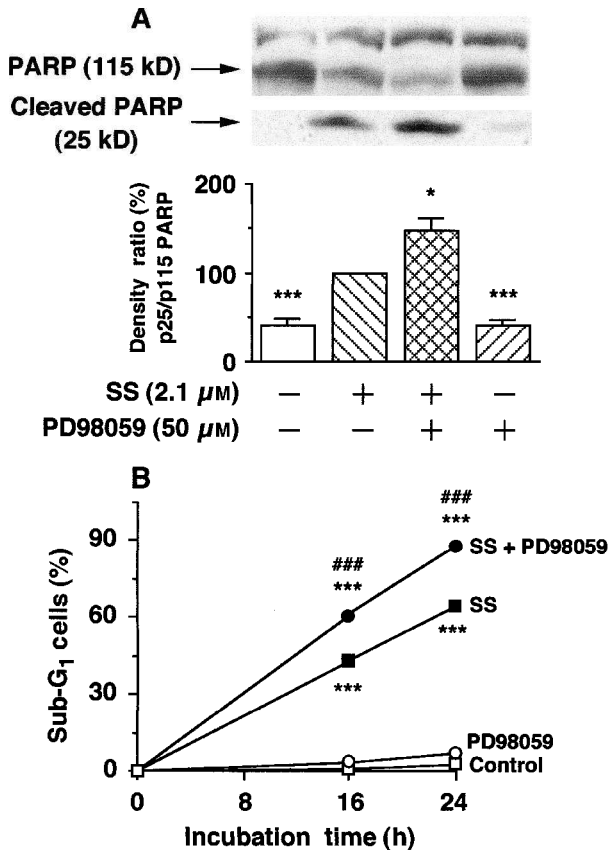 A
PARP (115 kD)
Cleaved PARP
(25 kD)
Density ratio (%)
p25/p115 PARP
200
100
0
***
*
***
SS (2.1 μM) − + + −
PD98059 (50 μM) − − + +
B
Sub-G1 cells (%)
90
60
30
0
###
***
SS + PD98059
###
***
SS
***
***
PD98059
Control
0 8 16 24
Incubation time (h)